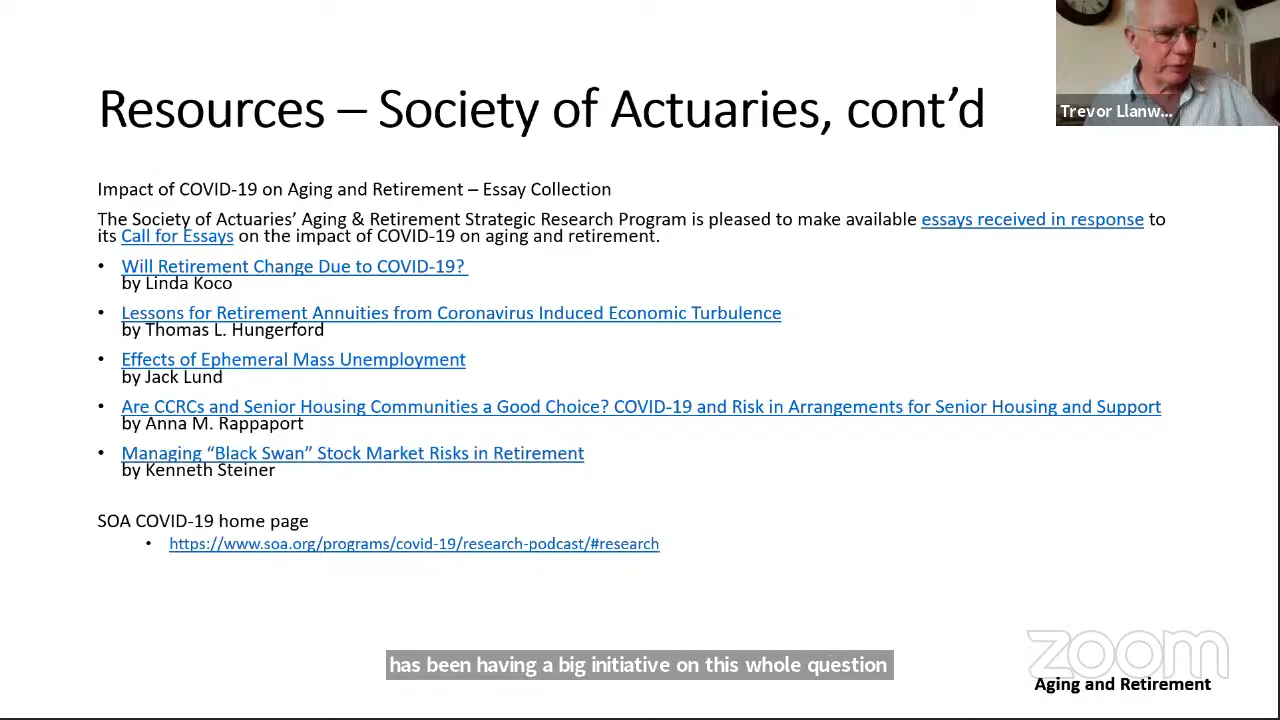 Resources – Society of Actuaries, cont’d
Trevor Llanw...
Impact of COVID-19 on Aging and Retirement – Essay Collection
The Society of Actuaries’ Aging & Retirement Strategic Research Program is pleased to make available essays received in response to
its Call for Essays on the impact of COVID-19 on aging and retirement.
• Will Retirement Change Due to COVID-19?
by Linda Koco
• Lessons for Retirement Annuities from Coronavirus Induced Economic Turbulence
by Thomas L. Hungerford
• Effects of Ephemeral Mass Unemployment
by Jack Lund
• Are CCRCs and Senior Housing Communities a Good Choice? COVID-19 and Risk in Arrangements for Senior Housing and Support
by Anna M. Rappaport
• Managing “Black Swan” Stock Market Risks in Retirement
by Kenneth Steiner
SOA COVID-19 home page
• https://www.soa.org/programs/covid-19/research-podcast/#research
has been having a big initiative on this whole question
zoom
Aging and Retirement